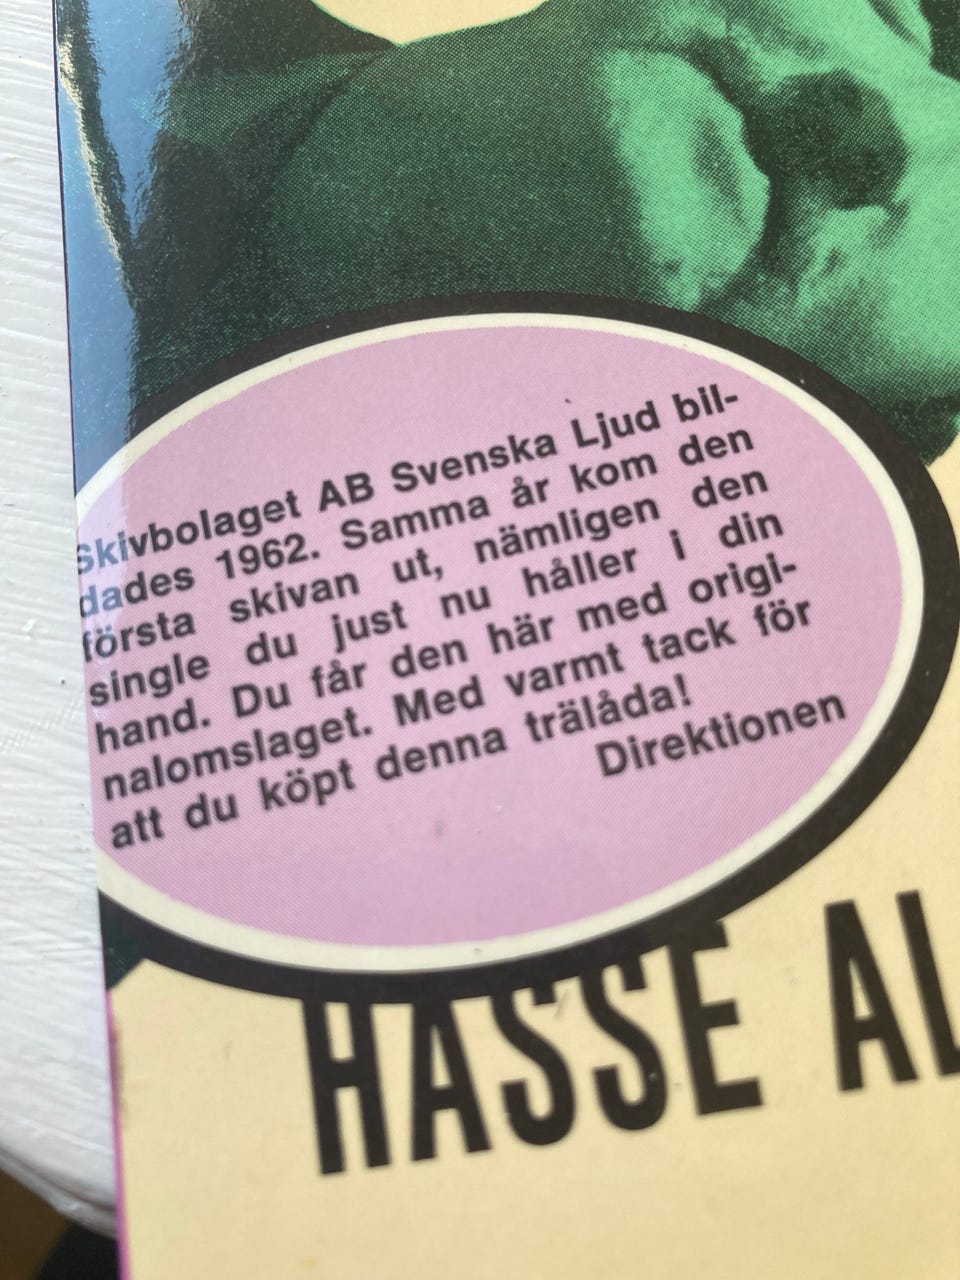 Skivbolaget AB Svenska Ljud bil-
dades 1962. Samma år kom den
första skivan ut, nämligen den
single du just nu håller i din
hand. Du får den här med origi-
nalomslaget. Med varmt tack för
att du köpt denna trälåda!
Direktionen
HASSE AL